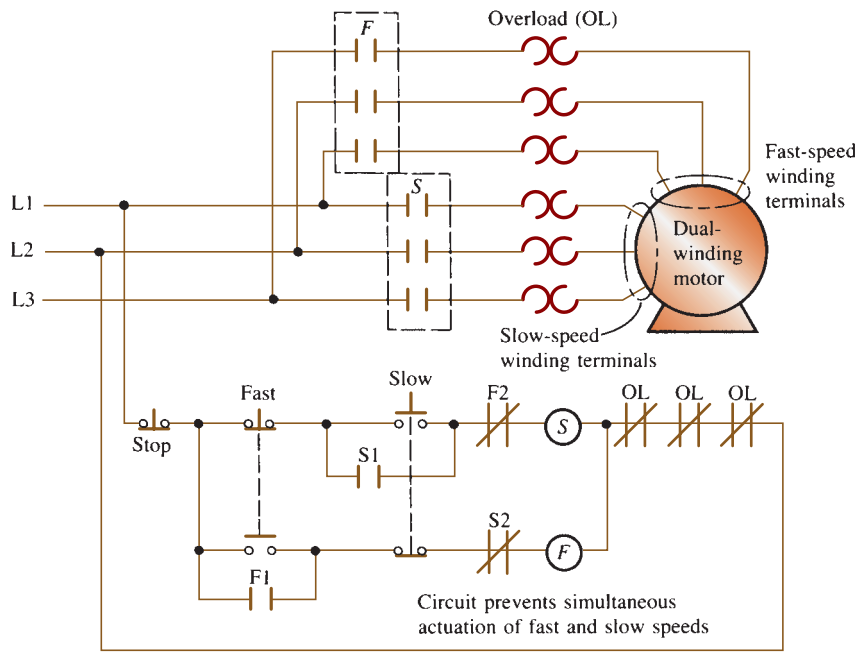 Overload (OL)
F
Fast-speed
winding
terminals
S
L1
L2
L3
Dual-
winding
motor
Slow-speed
winding terminals
Slow
Fast
F2
OL
OL
OL
S
Stop
S1
S2
F
F1
Circuit prevents simultaneous
actuation of fast and slow speeds